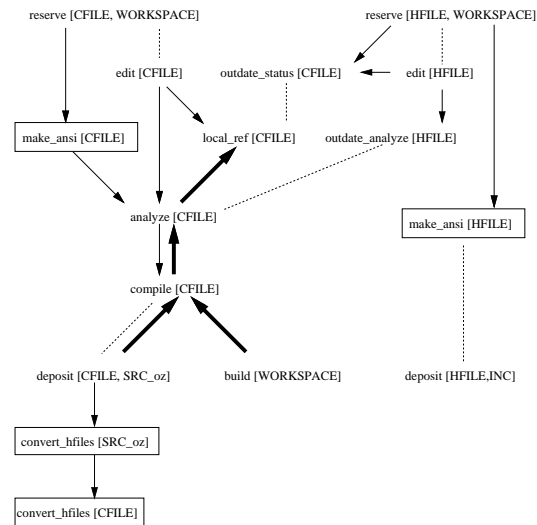 reserve [CFILE, WORKSPACE]
reserve [HFILE, WORKSPACE]
edit [CFILE]
outdate_status [CFILE]
edit [HFILE]
make_ansi [CFILE]
local_ref [CFILE]
outdate_analyze [HFILE]
analyze [CFILE]
make_ansi [HFILE]
compile [CFILE]
deposit [CFILE, SRC_oz]
build [WORKSPACE]
deposit [HFILE,INC]
convert_hfiles [SRC_oz]
convert_hfiles [CFILE]